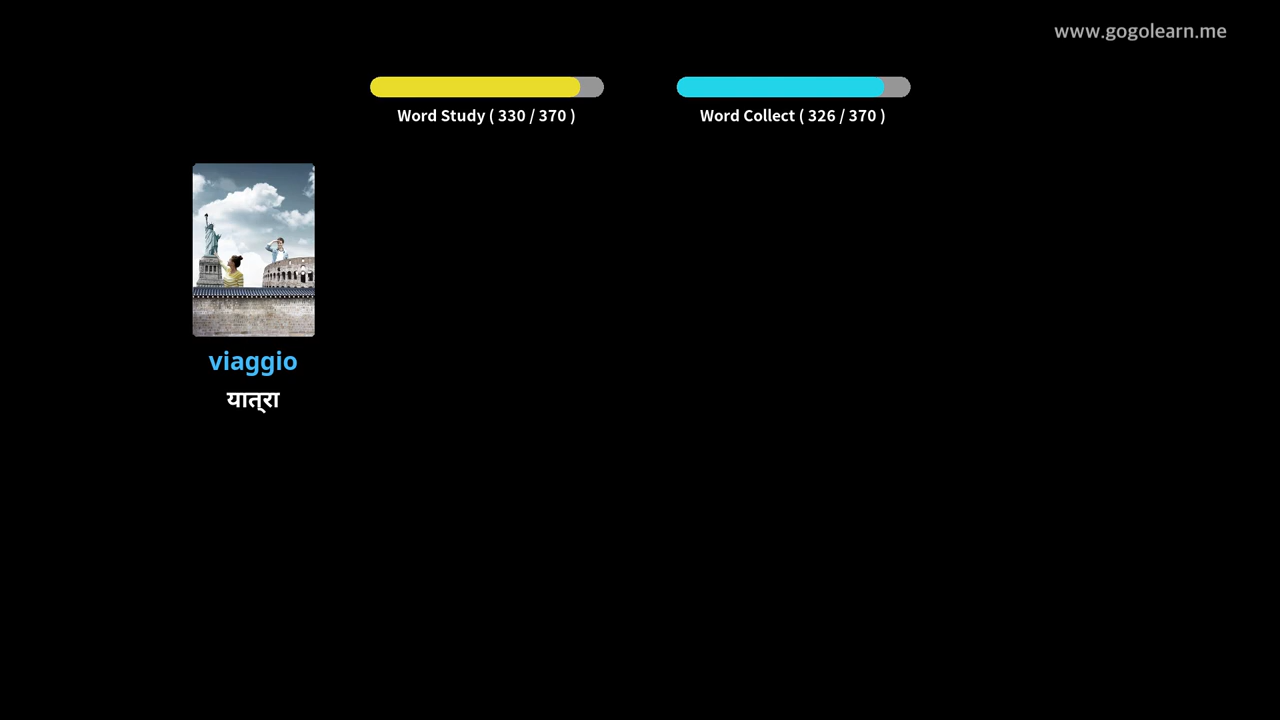 www.gogolearn.me
Word Study ( 330 / 370 )
Word Collect ( 326 / 370 )
viaggio
यात्रा